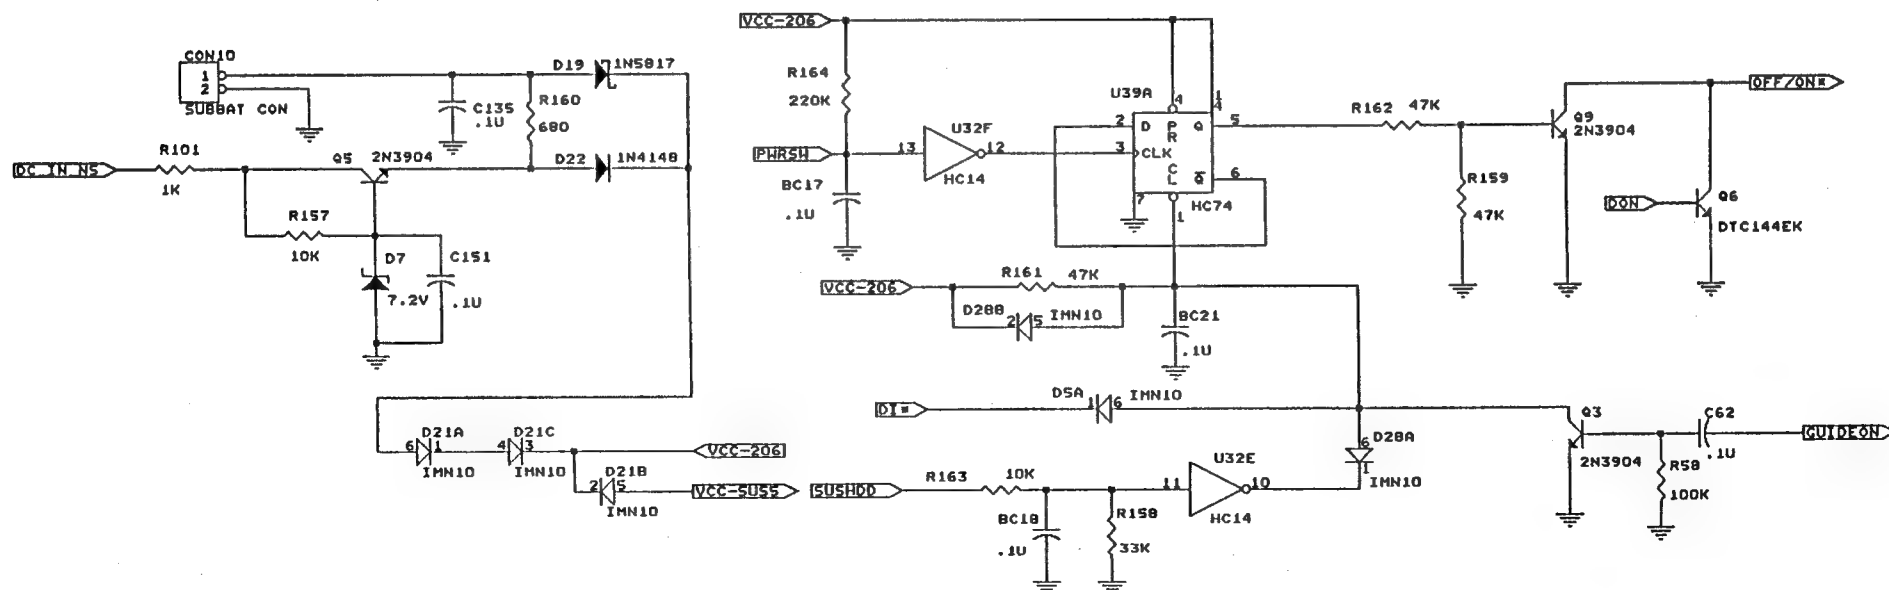 CON10
1
2
SUBBAT CON
D19
1N5817
C135
.1U
R160
680
DC IN NS
R101
1K
Q5
2N3904
D22
1N4148
R157
10K
D7
7.2V
C151
.1U
D21A
6
1
IMN10
D21C
4
3
IMN10
VCC-206
D21B
2
5
IMN10
VCC-SUS5
VCC-206
R164
220K
PWRSW
BC17
.1U
13
U32F
12
HC14
U39A
4
1
4
2
D
P
R
Q
5
3
CLK
C
L
Q
6
7
HC74
1
R162
47K
R159
47K
Q9
2N3904
OFF/ON*
DON
Q6
DTC144EK
VCC-206
R161
47K
D28B
2
5
IMN10
BC21
.1U
DI*
D5A
1
6
IMN10
D28A
6
1
IMN10
Q3
2N3904
C62
.1U
R58
100K
GUIDEON
SUSHDD
R163
10K
BC18
.1U
R158
33K
11
U32E
10
HC14